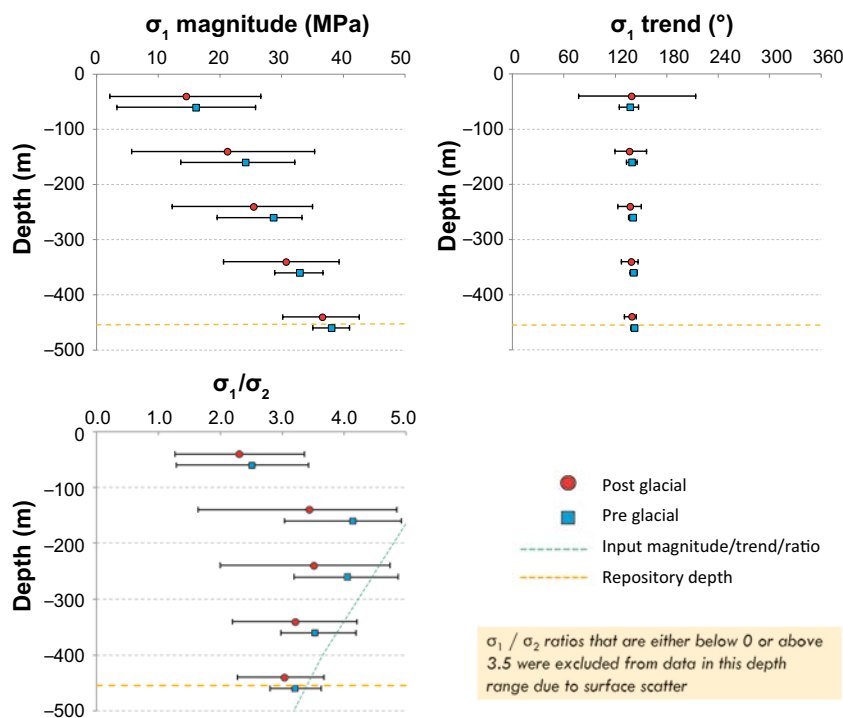 σ₁ magnitude (MPa)
0 10 20 30 40 50
0
–100
–200
–300
–400
–500
Depth (m)
σ₁ trend (°)
0 60 120 180 240 300 360
0
–100
–200
–300
–400
Depth (m)
σ₁/σ₂
0.0 1.0 2.0 3.0 4.0 5.0
0
–100
–200
–300
–400
–500
Depth (m)
Post glacial
Pre glacial
Input magnitude/trend/ratio
Repository depth
σ₁ / σ₂ ratios that are either below 0 or above
3.5 were excluded from data in this depth
range due to surface scatter